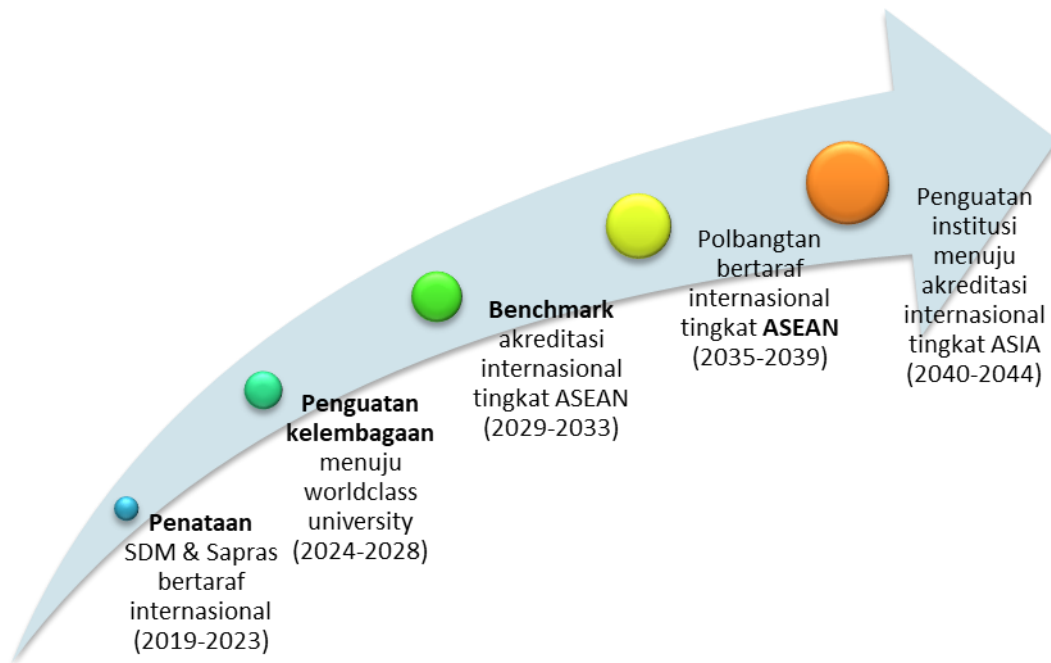 Penataan
SDM & Sapras
bertaraf
internasional
(2019-2023)
Penguatan
kelembagaan
menuju
worldclass
university
(2024-2028)
Benchmark
akreditasi
internasional
tingkat ASEAN
(2029-2033)
Polbangtan
bertaraf
internasional
tingkat ASEAN
(2035-2039)
Penguatan
institusi
menuju
akreditasi
internasional
tingkat ASIA
(2040-2044)